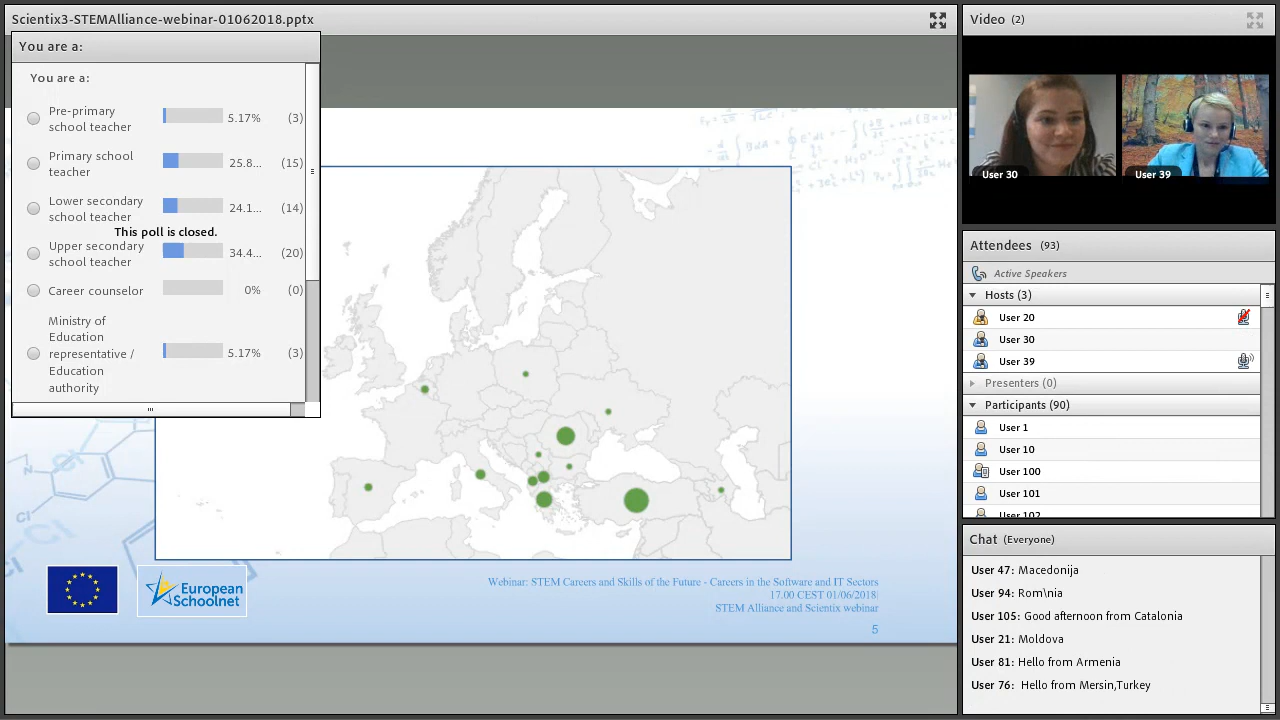 Scientix3-STEMAlliance-webinar-01062018.pptx
You are a:
You are a:
Pre-primary
school teacher
5.17%
(3)
Primary school
teacher
25.8...
(15)
Lower secondary
school teacher
24.1...
(14)
This poll is closed.
Upper secondary
school teacher
34.4...
(20)
Career counselor
0%
(0)
Ministry of
Education
representative /
Education
authority
5.17%
(3)
European
Schoolnet
Webinar: STEM Careers and Skills of the Future - Careers in the Software and IT Sectors
17.00 CEST 01/06/2018
STEM Alliance and Scientix webinar
5
Video (2)
User 30
User 39
Attendees (93)
Active Speakers
Hosts (3)
User 20
User 30
User 39
Presenters (0)
Participants (90)
User 1
User 10
User 100
User 101
User 102
Chat (Everyone)
User 47: Macedonija
User 94: Rom\nia
User 105: Good afternoon from Catalonia
User 21: Moldova
User 81: Hello from Armenia
User 76: Hello from Mersin,Turkey